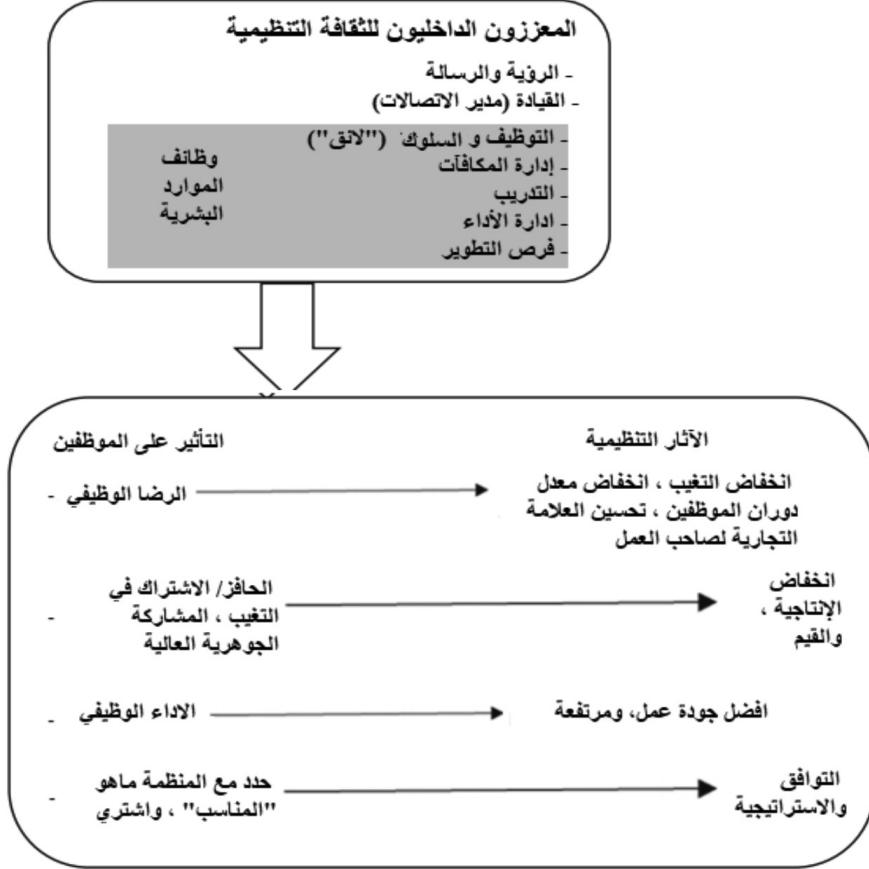 المعززون الداخليون للثقافة التنظيمية
- الرؤية والرسالة
- القيادة (مدير الاتصالات)
- التوظيف و السلوك ("لائق")
- إدارة المكافآت
- التدريب
- ادارة الأداء
- فرص التطوير
وظائف
الموارد
البشرية
الآثار التنظيمية
التأثير على الموظفين
انخفاض التغيب ، انخفاض معدل
دوران الموظفين ، تحسين العلامة
التجارية لصاحب العمل
الرضا الوظيفي -
انخفاض
الإنتاجية ،
والقيم
الحافز/ الاشتراك في
التغيب ، المشاركة -
الجوهرية العالية
افضل جودة عمل، ومرتفعة
الاداء الوظيفي -
التوافق
والاستراتيجية
حدد مع المنظمة ماهو -
"المناسب" ، واشتري